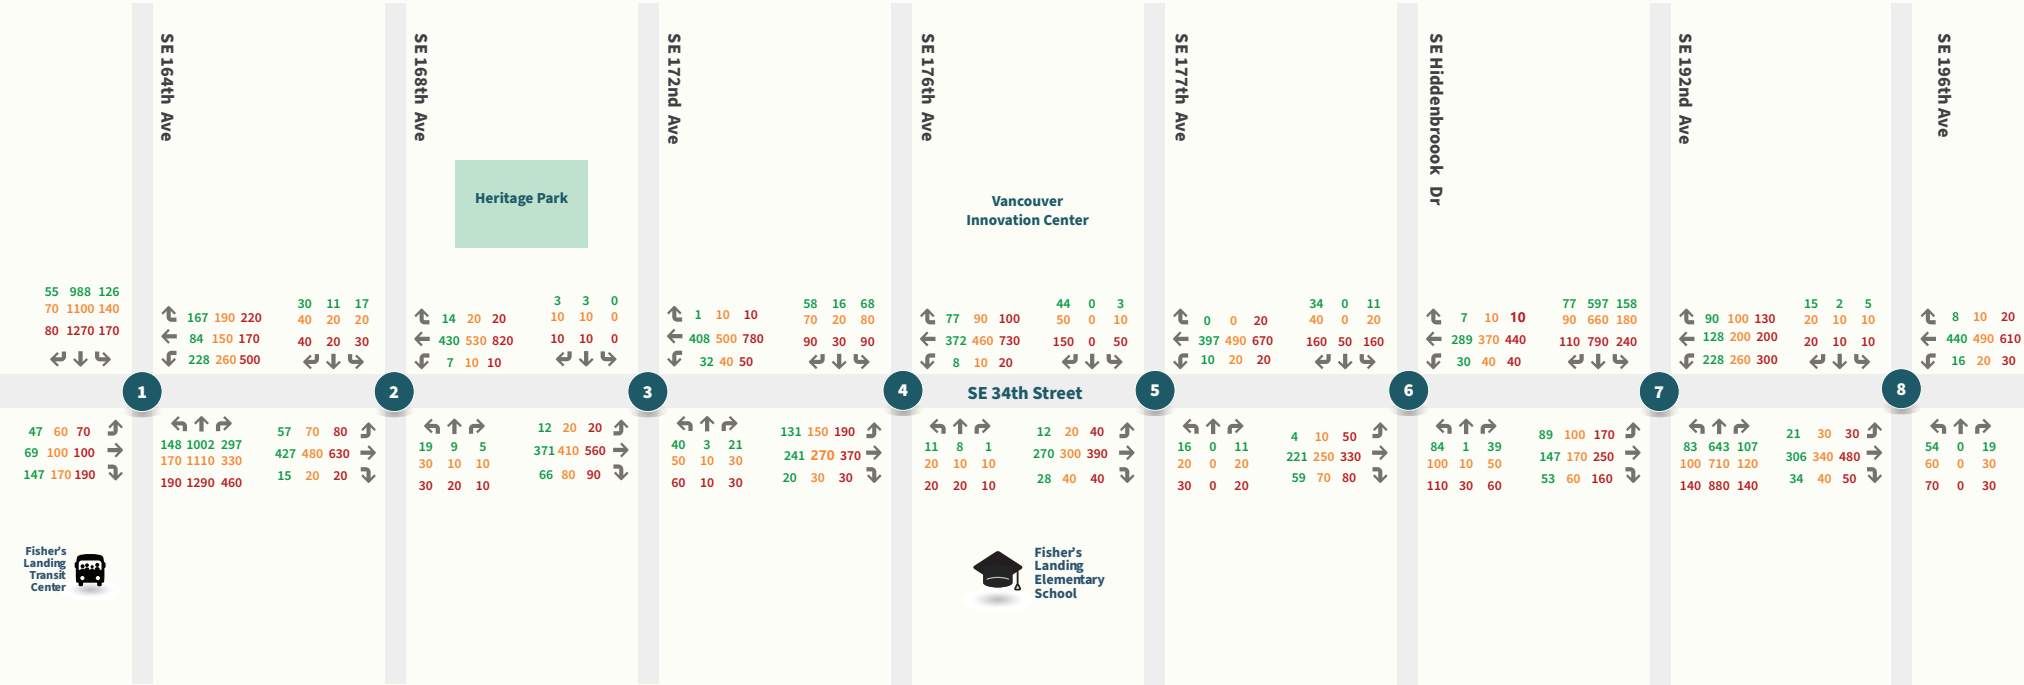 SE 164th Ave
SE 168th Ave
SE 172nd Ave
SE 176th Ave
SE 177th Ave
SE Hiddenbroook Dr
SE 192nd Ave
SE 196th Ave
Heritage Park
Vancouver
Innovation Center
55 988 126
70 1100 140
80 1270 170
167 190 220
84 150 170
228 260 500
30 11 17
40 20 20
40 20 30
14 20 20
430 530 820
7 10 10
3 3 0
10 10 0
10 10 0
1 10 10
408 500 780
32 40 50
58 16 68
70 20 80
90 30 90
77 90 100
372 460 730
8 10 20
44 0 3
50 0 10
150 0 50
0 0 20
397 490 670
10 20 20
34 0 11
40 0 20
160 50 160
7 10 10
289 370 440
30 40 40
77 597 158
90 660 180
110 790 240
90 100 130
128 200 200
228 260 300
15 2 5
20 10 10
20 10 10
8 10 20
440 490 610
16 20 30
1
2
3
4
SE 34th Street
5
6
7
8
47 60 70
69 100 100
147 170 190
148 1002 297
170 1110 330
190 1290 460
57 70 80
427 480 630
15 20 20
19 9 5
30 10 10
30 20 10
12 20 20
371 410 560
66 80 90
40 3 21
50 10 30
60 10 30
131 150 190
241 270 370
20 30 30
11 8 1
20 10 10
20 20 10
12 20 40
270 300 390
28 40 40
16 0 11
20 0 20
30 0 20
4 10 50
221 250 330
59 70 80
84 1 39
100 10 50
110 30 60
89 100 170
147 170 250
53 60 160
83 643 107
100 710 120
140 880 140
21 30 30
306 340 480
34 40 50
54 0 19
60 0 30
70 0 30
Fisher's
Landing
Transit
Center
Fisher's
Landing
Elementary
School